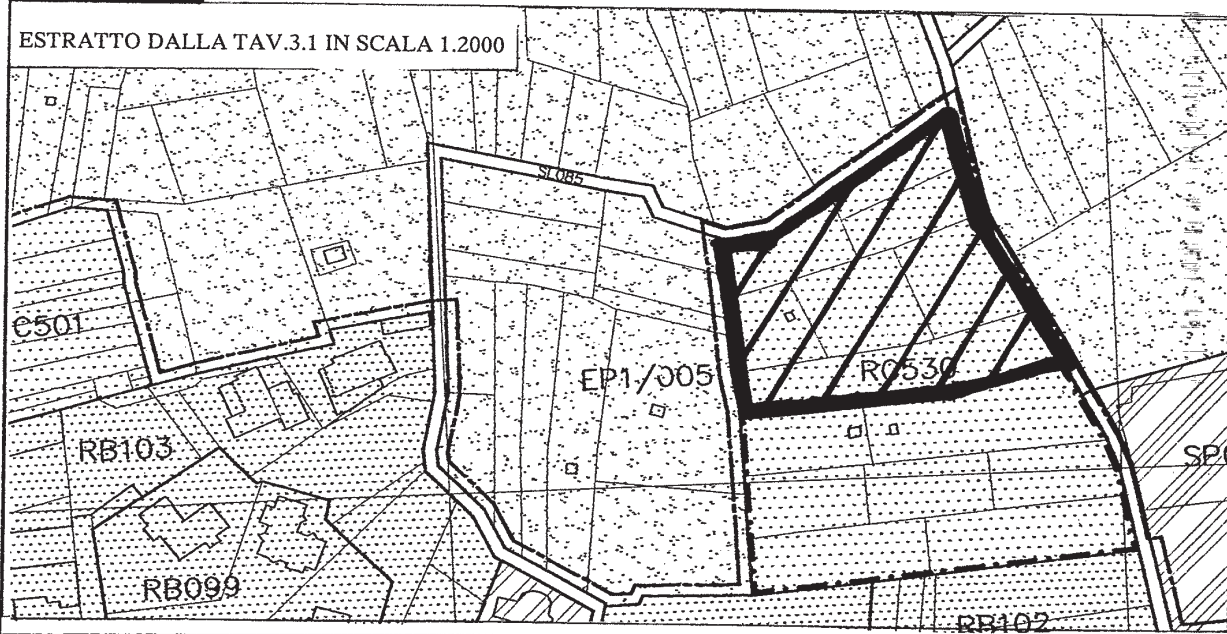 ESTRATTO DALLA TAV.3.1 IN SCALA 1.2000
SL085
C501
EP1/005
RC530
RB103
RB099
RB102